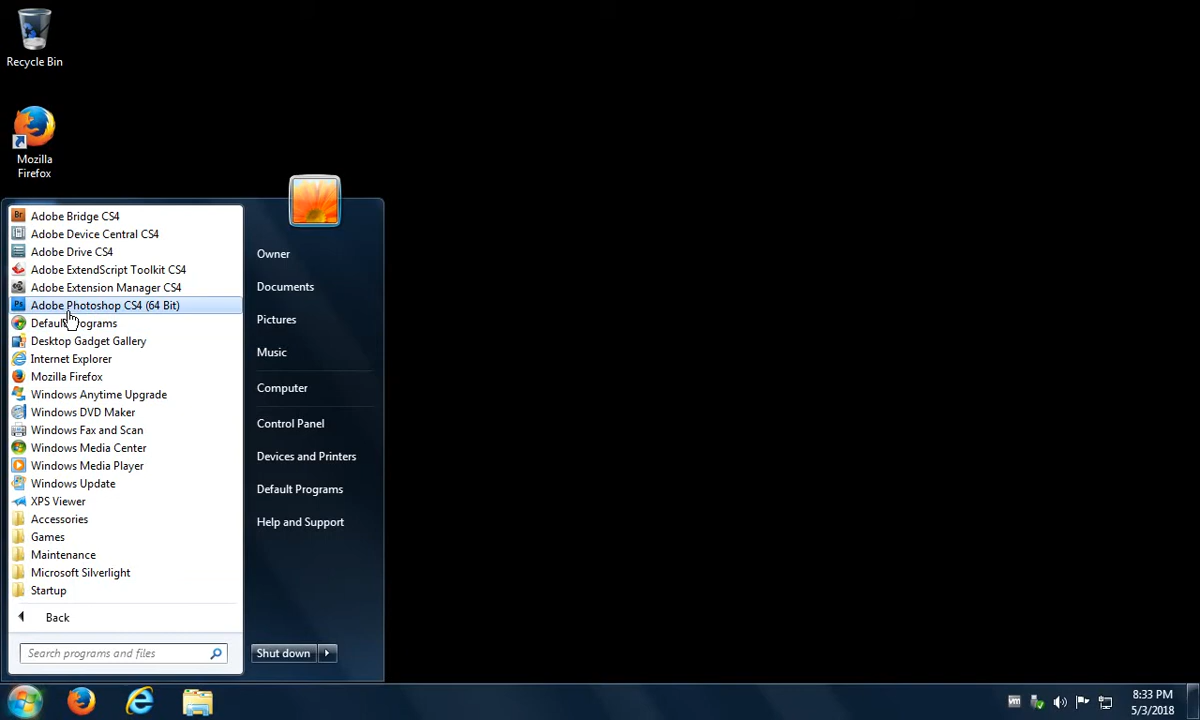 Recycle Bin
Mozilla
Firefox
Br Adobe Bridge CS4
Adobe Device Central CS4
Adobe Drive CS4
Adobe ExtendScript Toolkit CS4
Adobe Extension Manager CS4
Ps Adobe Photoshop CS4 (64 Bit)
Default Programs
Desktop Gadget Gallery
Internet Explorer
Mozilla Firefox
Windows Anytime Upgrade
Windows DVD Maker
Windows Fax and Scan
Windows Media Center
Windows Media Player
Windows Update
XPS Viewer
Accessories
Games
Maintenance
Microsoft Silverlight
Startup
Back
Search programs and files
Owner
Documents
Pictures
Music
Computer
Control Panel
Devices and Printers
Default Programs
Help and Support
Shut down
vm
8:33 PM
5/3/2018